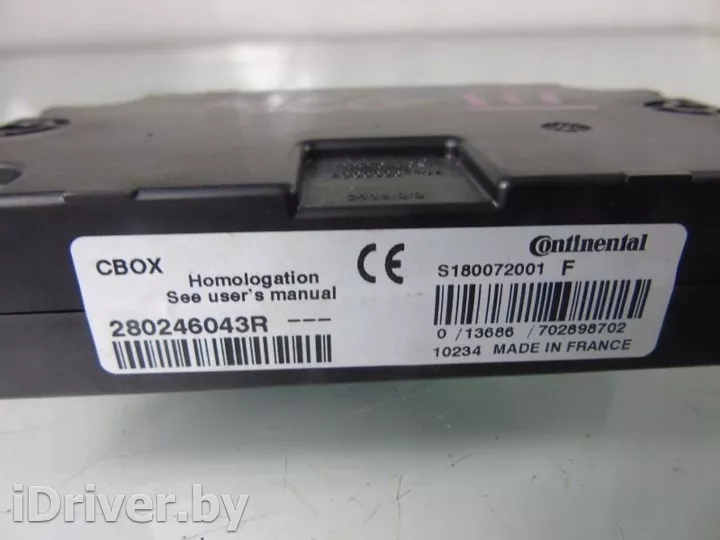 CBOX
Homologation
See user's manual
280246043R ---
CE
Continental
S180072001 F
0 /13686 /702898702
10234 MADE IN FRANCE
iDriver.by